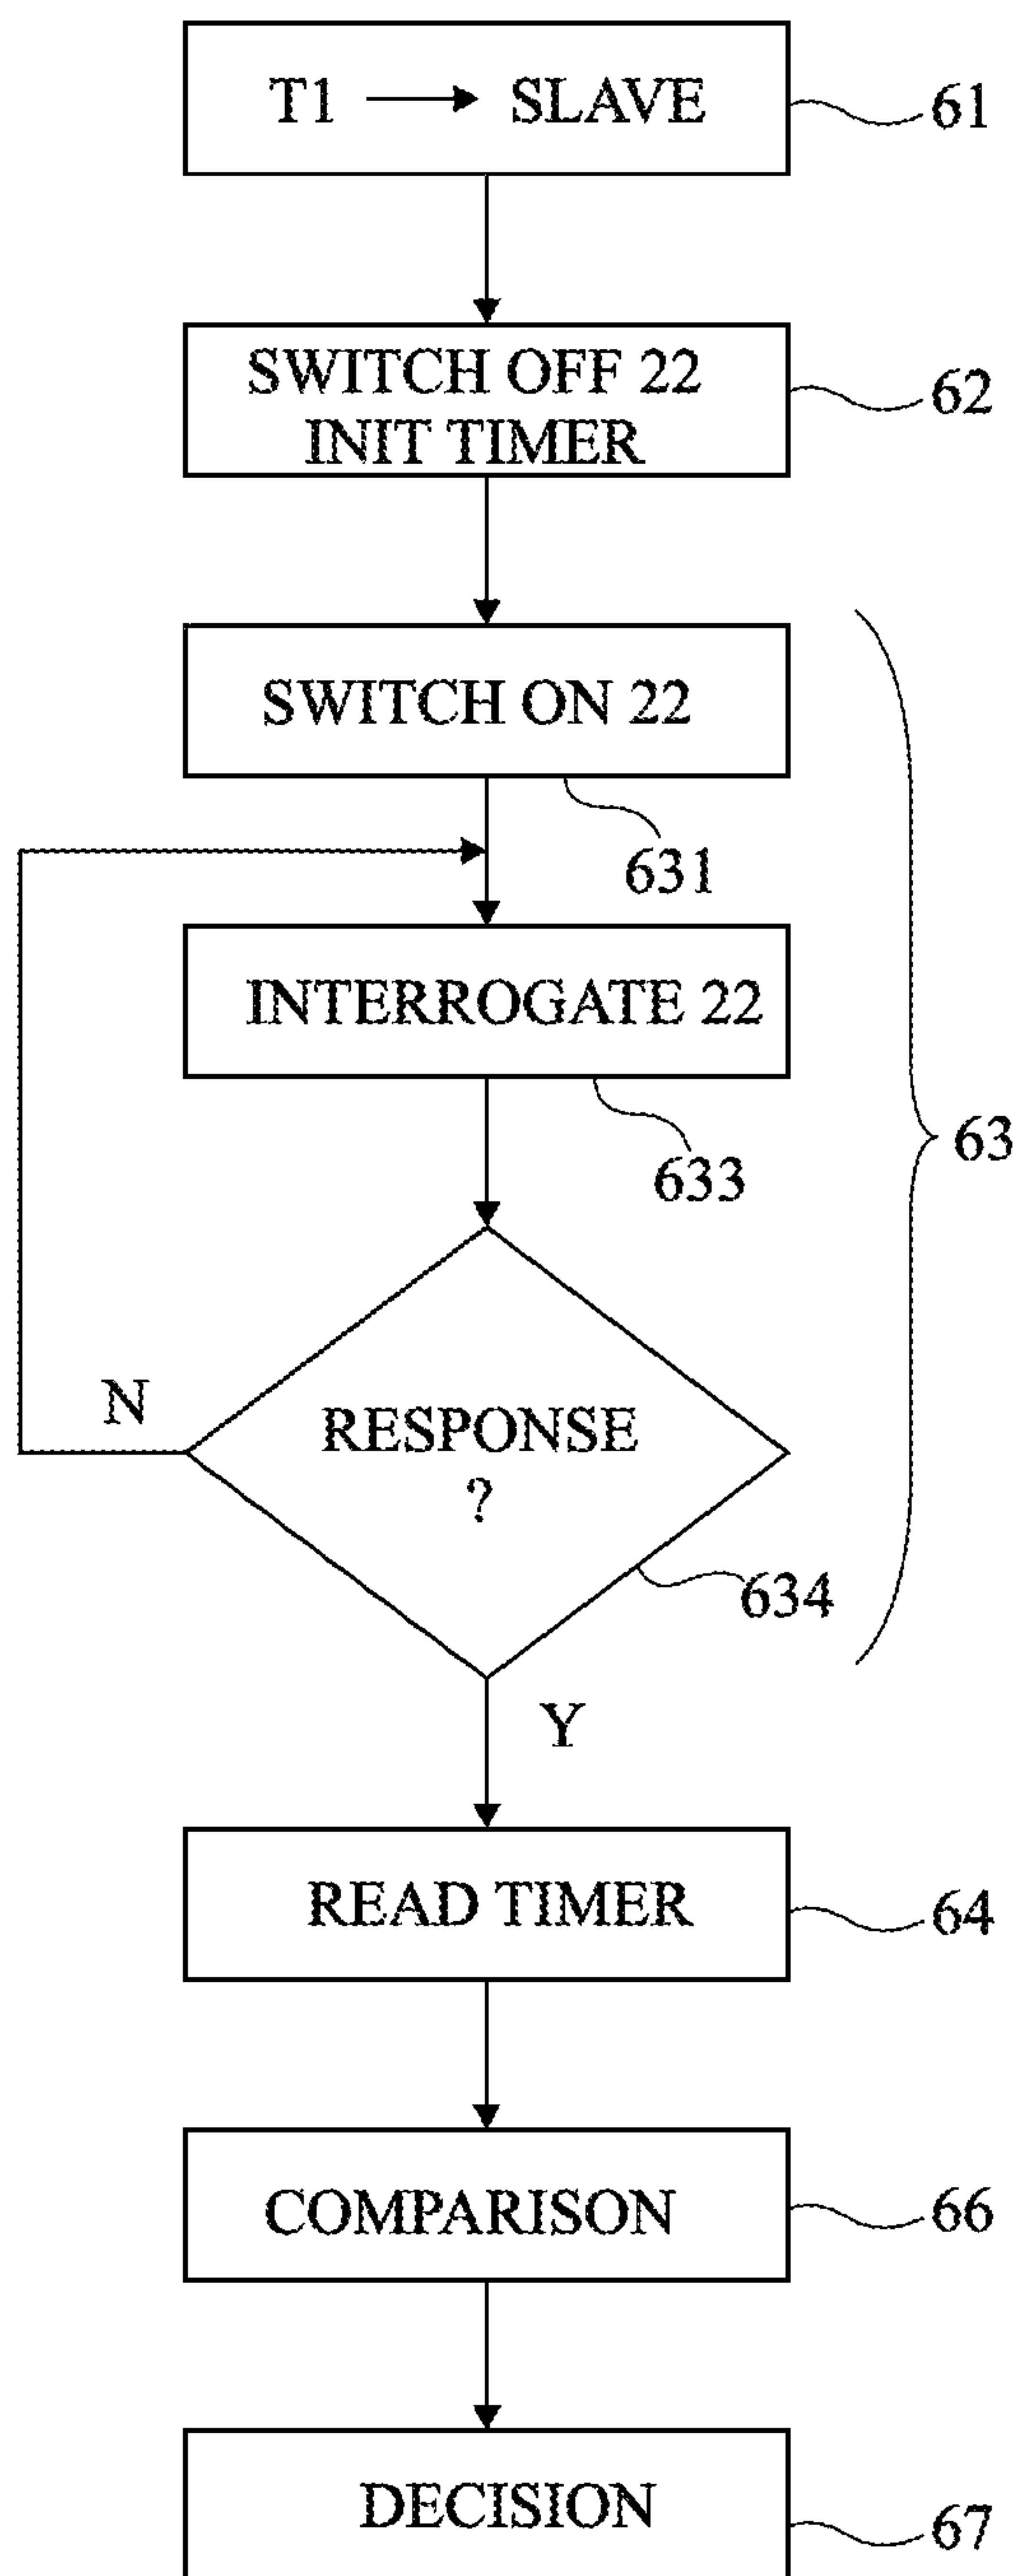 T1 → SLAVE
61
SWITCH OFF 22
INIT TIMER
62
SWITCH ON 22
631
INTERROGATE 22
633
63
N
RESPONSE
?
634
Y
READ TIMER
64
COMPARISON
66
DECISION
67